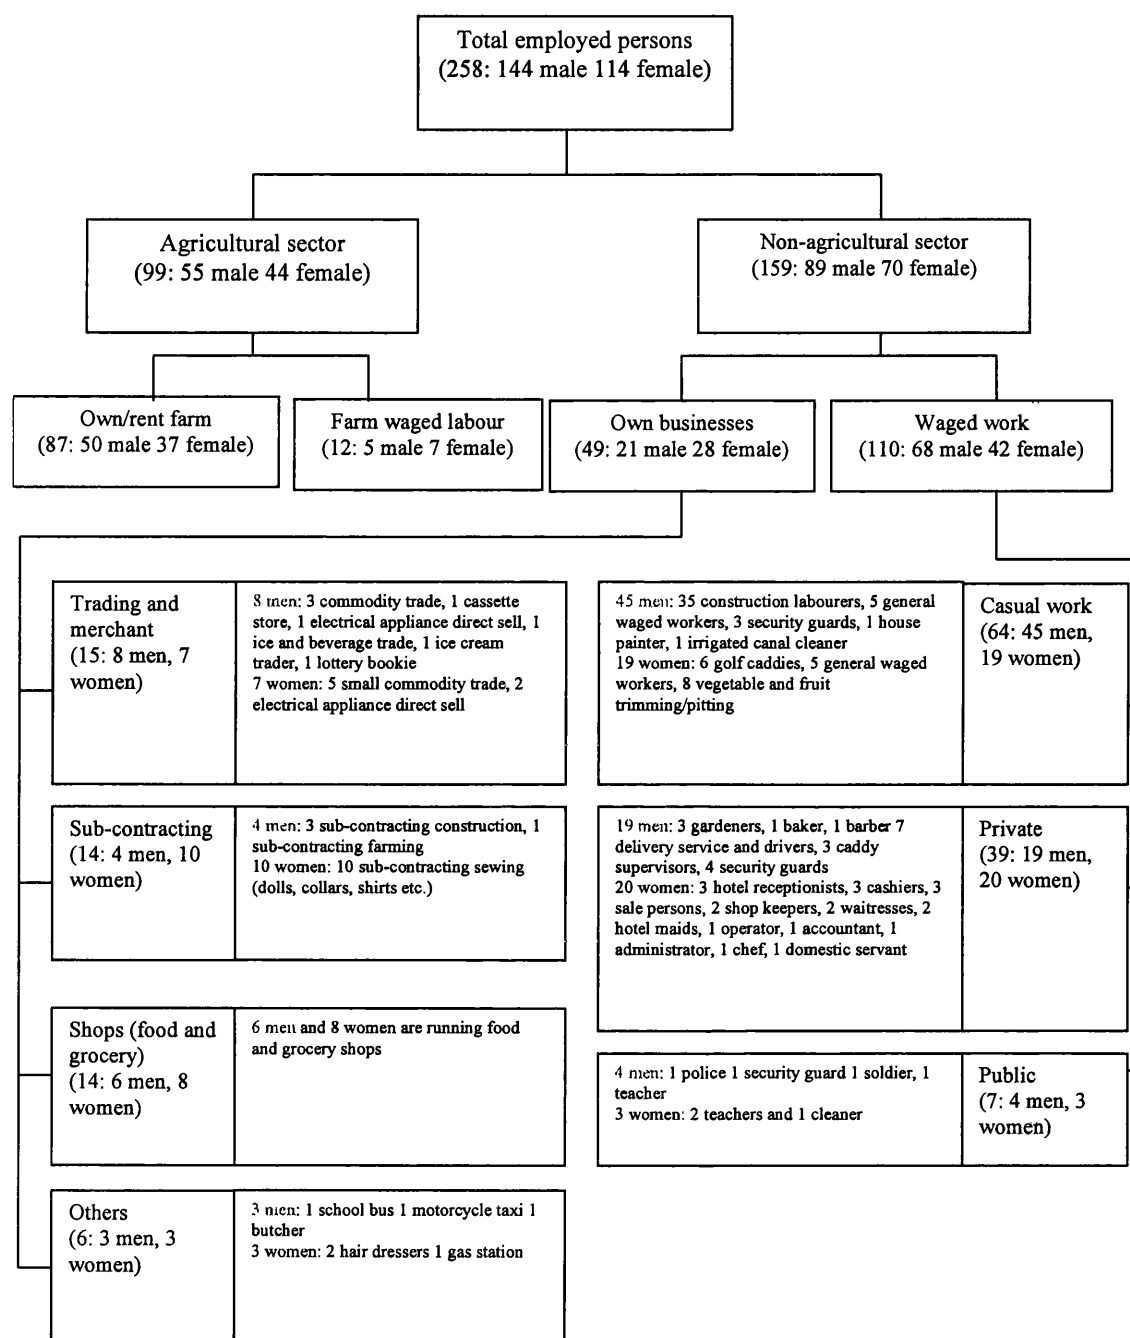 Total employed persons
(258: 144 male 114 female)
Agricultural sector
(99: 55 male 44 female)
Non-agricultural sector
(159: 89 male 70 female)
Own/rent farm
(87: 50 male 37 female)
Farm waged labour
(12: 5 male 7 female)
Own businesses
(49: 21 male 28 female)
Waged work
(110: 68 male 42 female)
Trading and
merchant
(15: 8 men, 7
women)
8 men: 3 commodity trade, 1 cassette
store, 1 electrical appliance direct sell, 1
ice and beverage trade, 1 ice cream
trader, 1 lottery bookie
7 women: 5 small commodity trade, 2
electrical appliance direct sell
45 men: 35 construction labourers, 5 general
waged workers, 3 security guards, 1 house
painter, 1 irrigated canal cleaner
19 women: 6 golf caddies, 5 general waged
workers, 8 vegetable and fruit
trimming/pitting
Casual work
(64: 45 men,
19 women)
Sub-contracting
(14: 4 men, 10
women)
4 men: 3 sub-contracting construction, 1
sub-contracting farming
10 women: 10 sub-contracting sewing
(dolls, collars, shirts etc.)
19 men: 3 gardeners, 1 baker, 1 barber 7
delivery service and drivers, 3 caddy
supervisors, 4 security guards
20 women: 3 hotel receptionists, 3 cashiers, 3
sale persons, 2 shop keepers, 2 waitresses, 2
hotel maids, 1 operator, 1 accountant, 1
administrator, 1 chef, 1 domestic servant
Private
(39: 19 men,
20 women)
Shops (food and
grocery)
(14: 6 men, 8
women)
6 men and 8 women are running food
and grocery shops
4 men: 1 police 1 security guard 1 soldier, 1
teacher
3 women: 2 teachers and 1 cleaner
Public
(7: 4 men, 3
women)
Others
(6: 3 men, 3
women)
3 men: 1 school bus 1 motorcycle taxi 1
butcher
3 women: 2 hair dressers 1 gas station